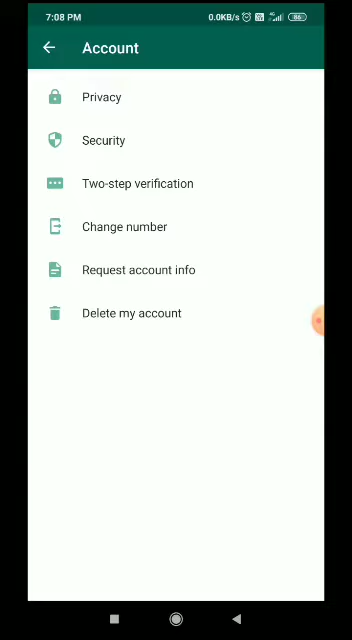 7:08 PM 0.0KB/s 4G 86
Account
Privacy
Security
Two-step verification
Change number
Request account info
Delete my account